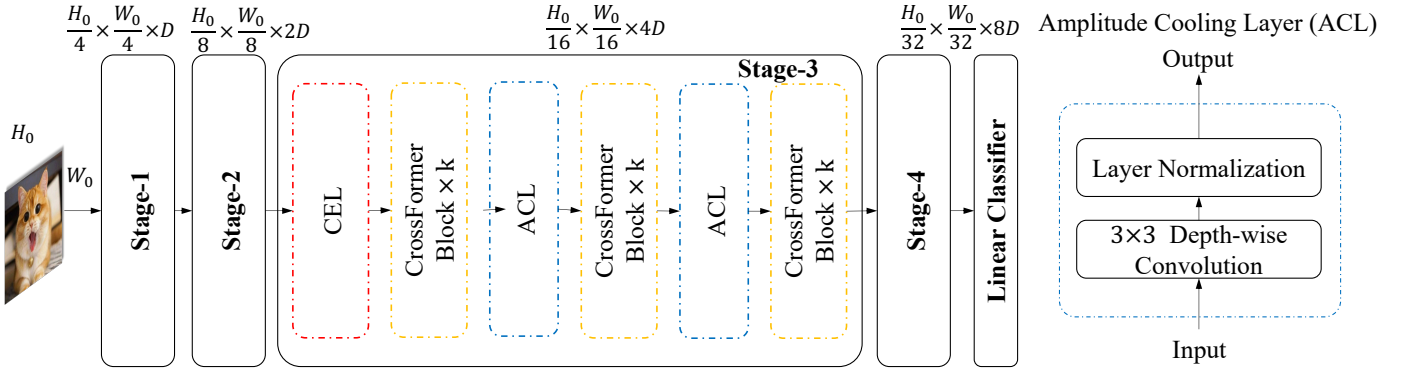 H₀/4 × W₀/4 × D
H₀/8 × W₀/8 × 2D
H₀/16 × W₀/16 × 4D
H₀/32 × W₀/32 × 8D
H₀
W₀
Stage-1
Stage-2
Stage-3
CEL
CrossFormer
Block × k
ACL
CrossFormer
Block × k
ACL
CrossFormer
Block × k
Stage-4
Linear Classifier
Amplitude Cooling Layer (ACL)
Output
Layer Normalization
3×3 Depth-wise
Convolution
Input